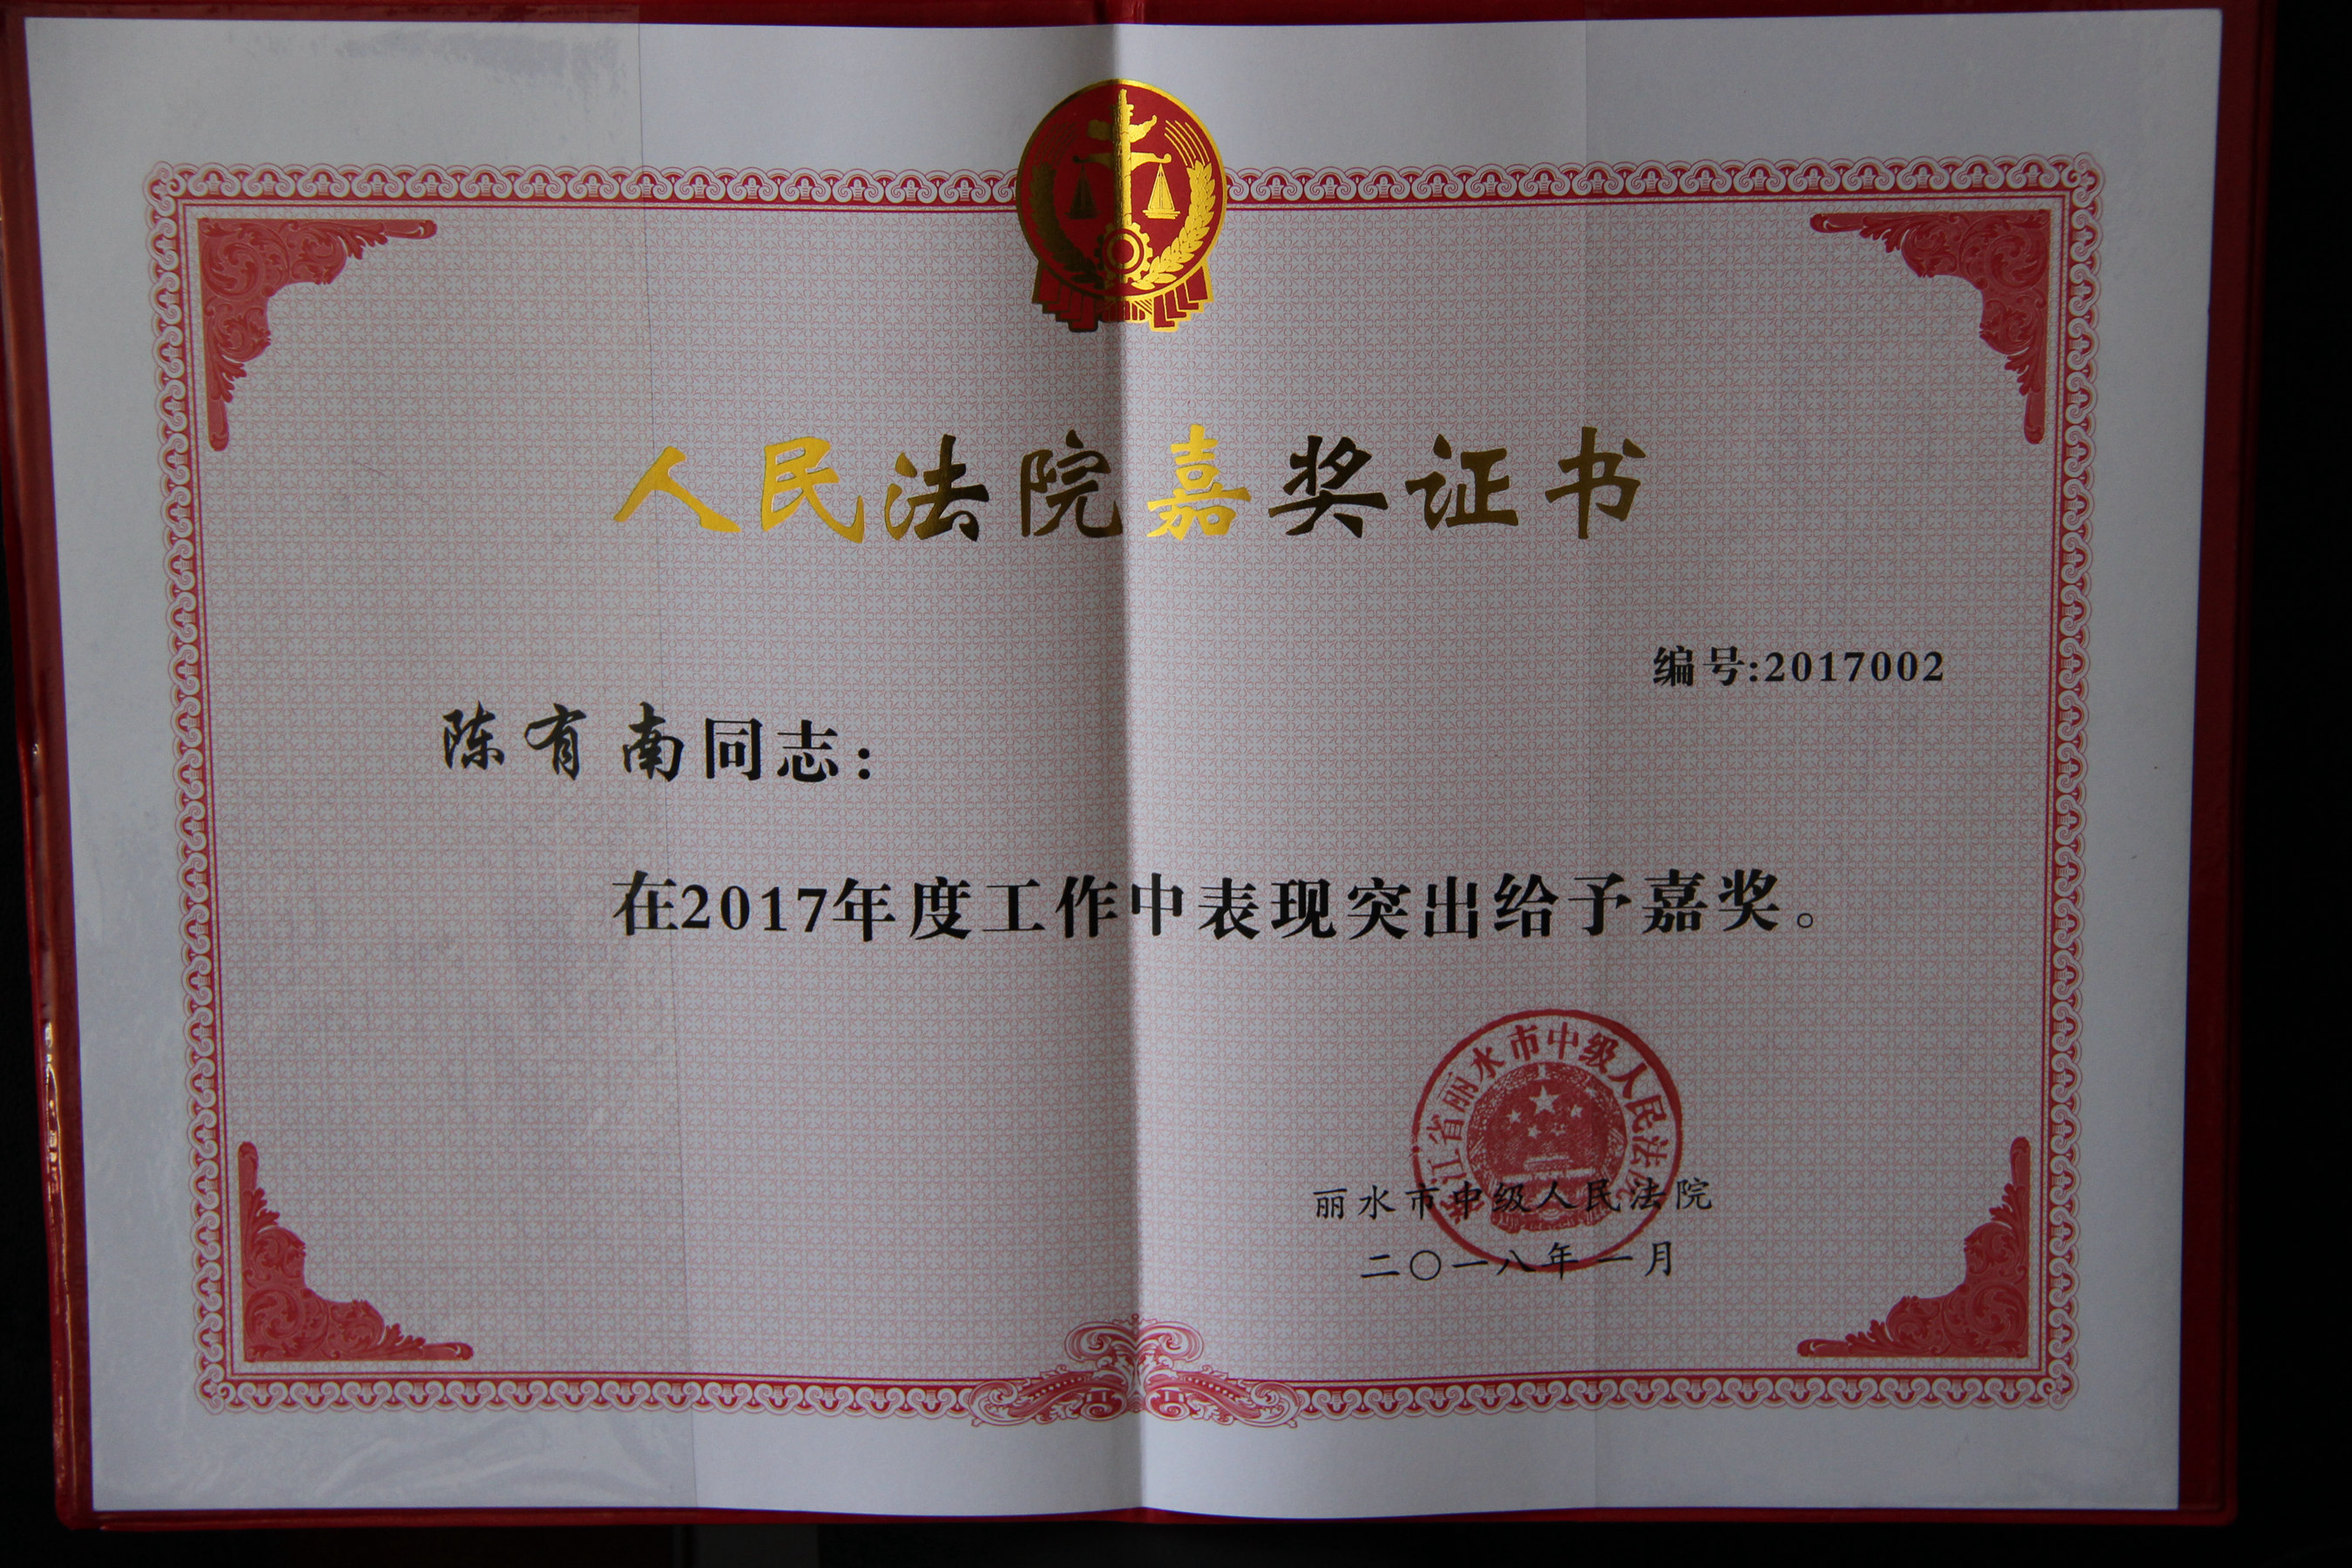 人民法院嘉奖证书
编号:2017002
陈有南同志:
在2017年度工作中表现突出给予嘉奖。
浙江省丽水市中级人民法院
丽水市中级人民法院
二〇一八年一月